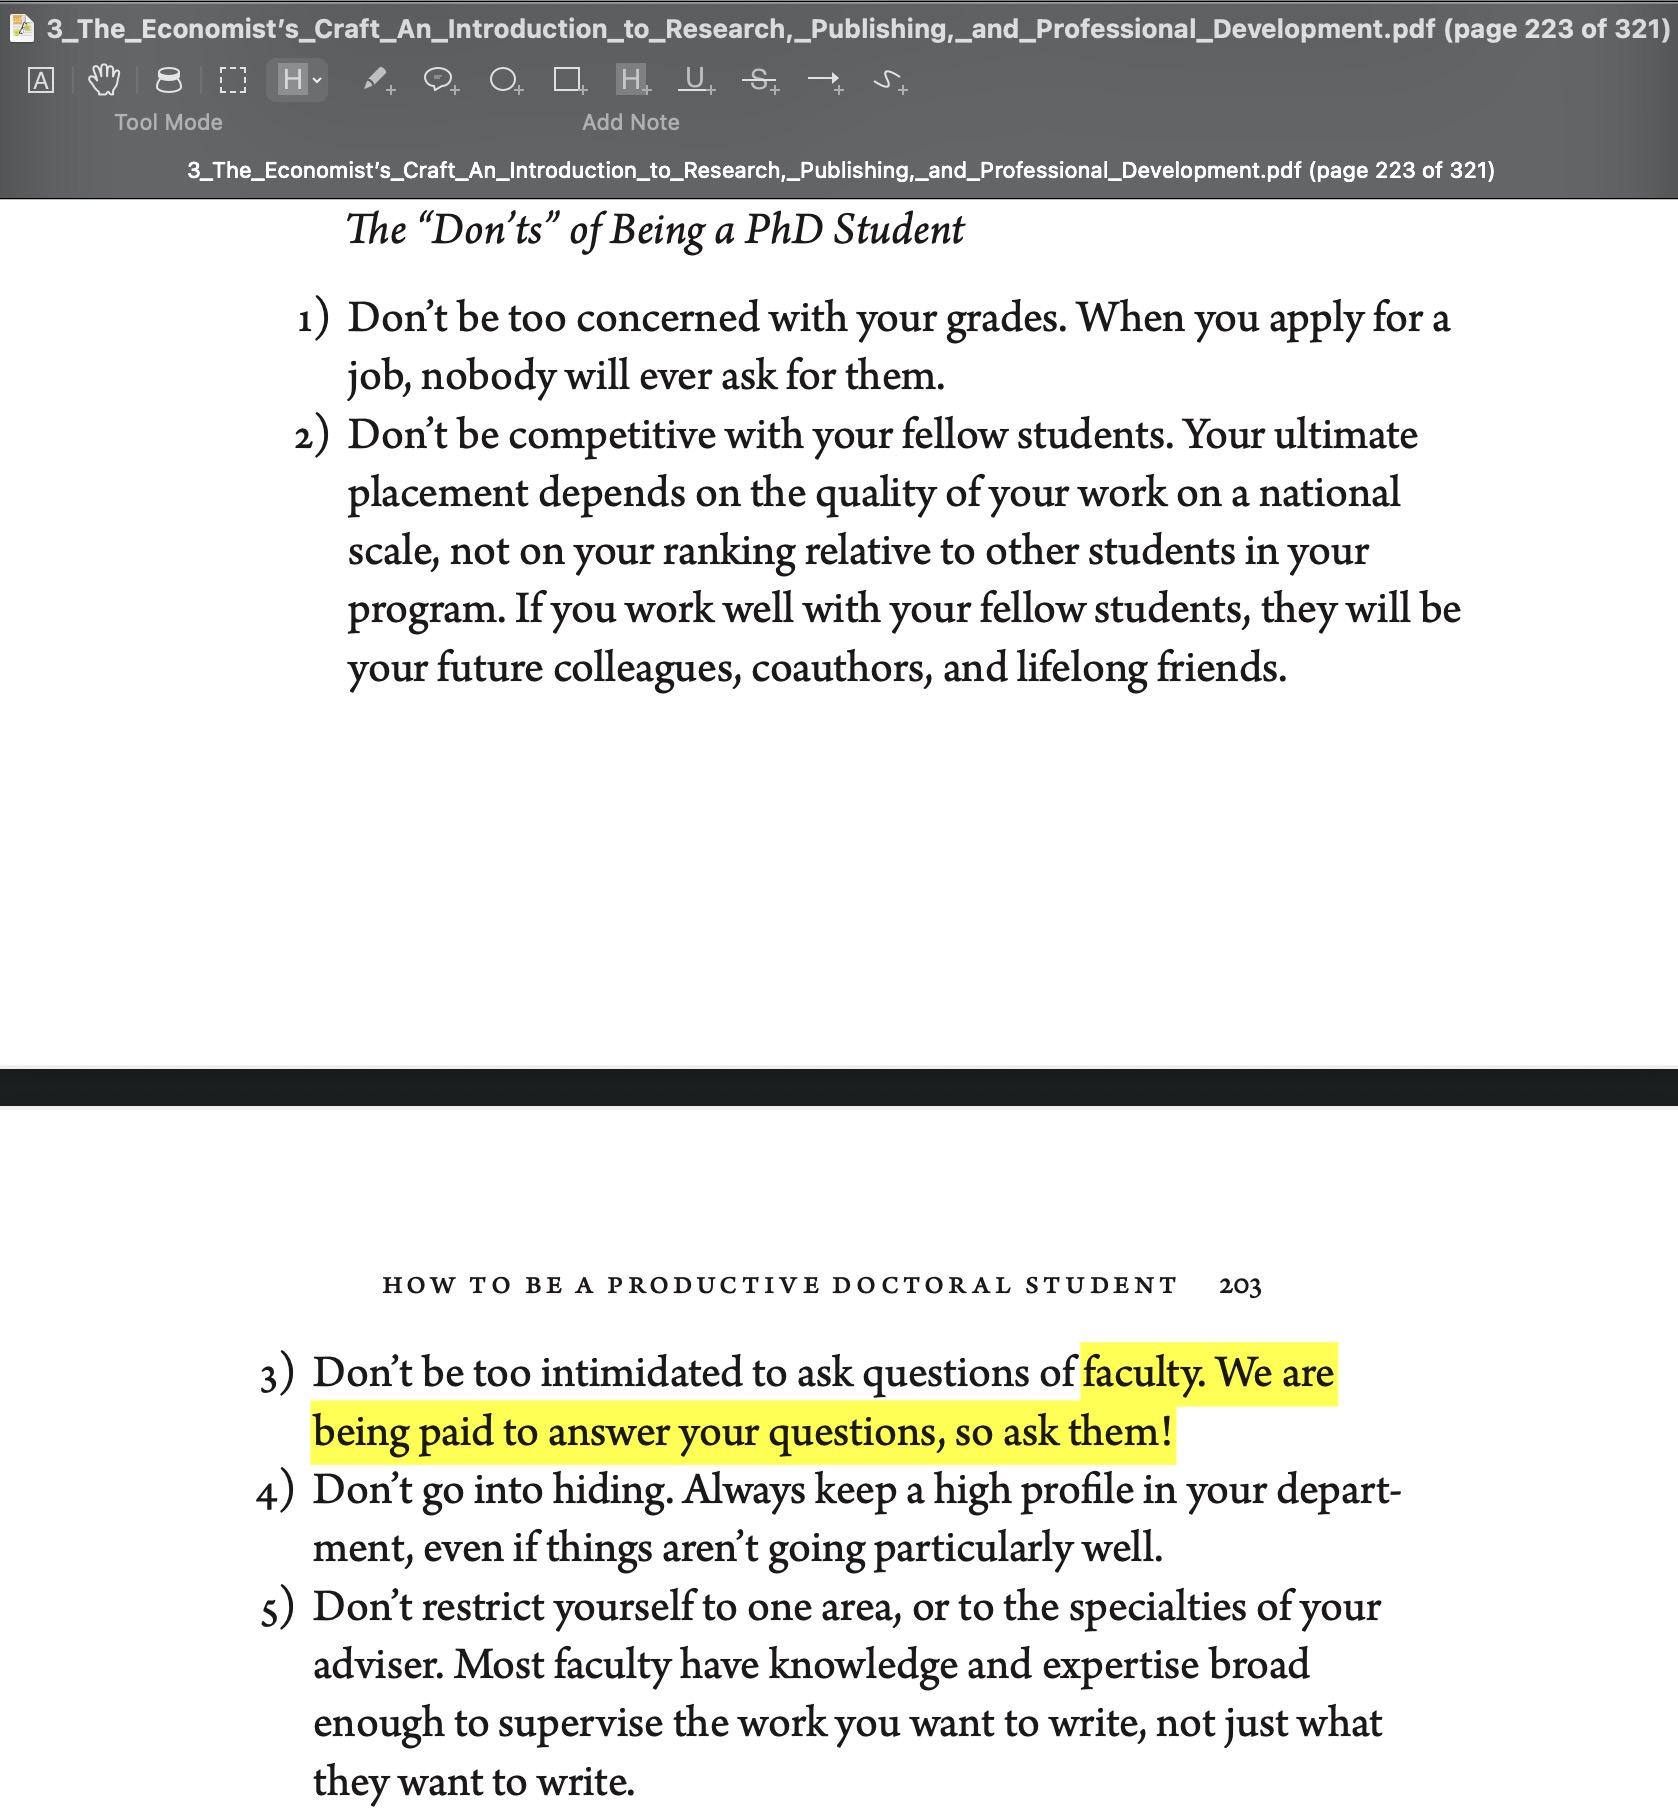 3_The_Economist’s_Craft_An_Introduction_to_Research,_Publishing,_and_Professional_Development.pdf (page 223 of 321)
A H H U S
Tool Mode Add Note
3_The_Economist’s_Craft_An_Introduction_to_Research,_Publishing,_and_Professional_Development.pdf (page 223 of 321)
The “Don’ts” of Being a PhD Student
1) Don’t be too concerned with your grades. When you apply for a
job, nobody will ever ask for them.
2) Don’t be competitive with your fellow students. Your ultimate
placement depends on the quality of your work on a national
scale, not on your ranking relative to other students in your
program. If you work well with your fellow students, they will be
your future colleagues, coauthors, and lifelong friends.
HOW TO BE A PRODUCTIVE DOCTORAL STUDENT 203
3) Don’t be too intimidated to ask questions of faculty. We are
being paid to answer your questions, so ask them!
4) Don’t go into hiding. Always keep a high profile in your depart-
ment, even if things aren’t going particularly well.
5) Don’t restrict yourself to one area, or to the specialties of your
adviser. Most faculty have knowledge and expertise broad
enough to supervise the work you want to write, not just what
they want to write.